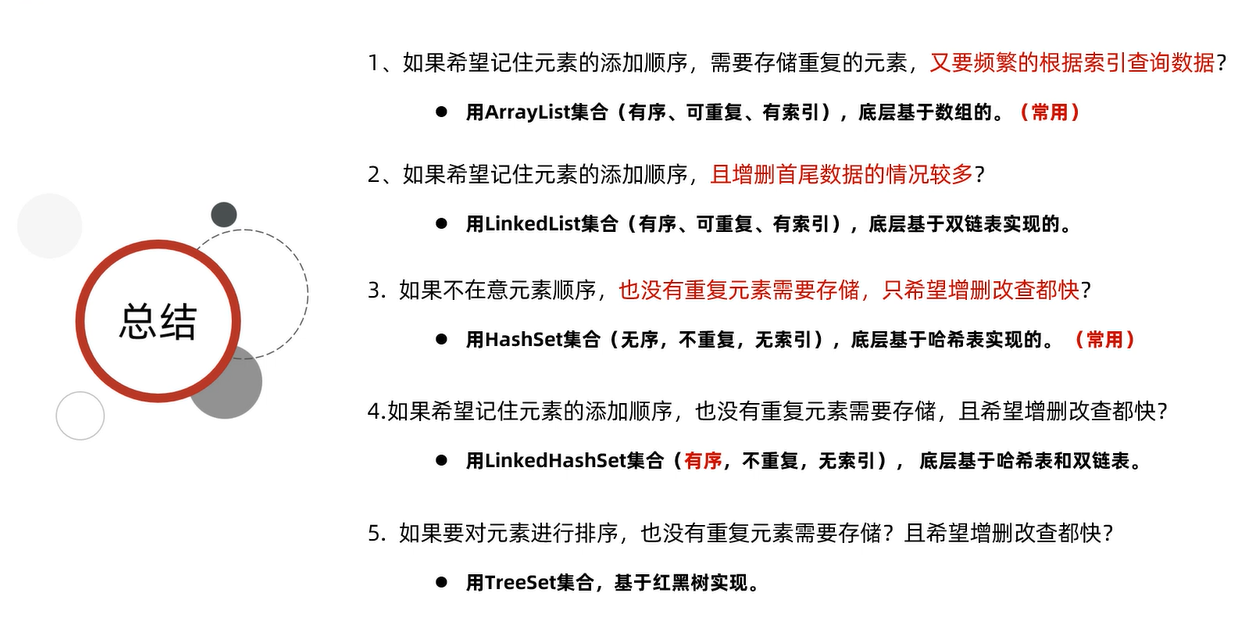 总结
1、如果希望记住元素的添加顺序，需要存储重复的元素，又要频繁的根据索引查询数据？
● 用ArrayList集合（有序、可重复、有索引），底层基于数组的。（常用）
2、如果希望记住元素的添加顺序，且增删首尾数据的情况较多？
● 用LinkedList集合（有序、可重复、有索引），底层基于双链表实现的。
3. 如果不在意元素顺序，也没有重复元素需要存储，只希望增删改查都快？
● 用HashSet集合（无序，不重复，无索引），底层基于哈希表实现的。 （常用）
4.如果希望记住元素的添加顺序，也没有重复元素需要存储，且希望增删改查都快？
● 用LinkedHashSet集合（有序，不重复，无索引）， 底层基于哈希表和双链表。
5. 如果要对元素进行排序，也没有重复元素需要存储？且希望增删改查都快？
● 用TreeSet集合，基于红黑树实现。